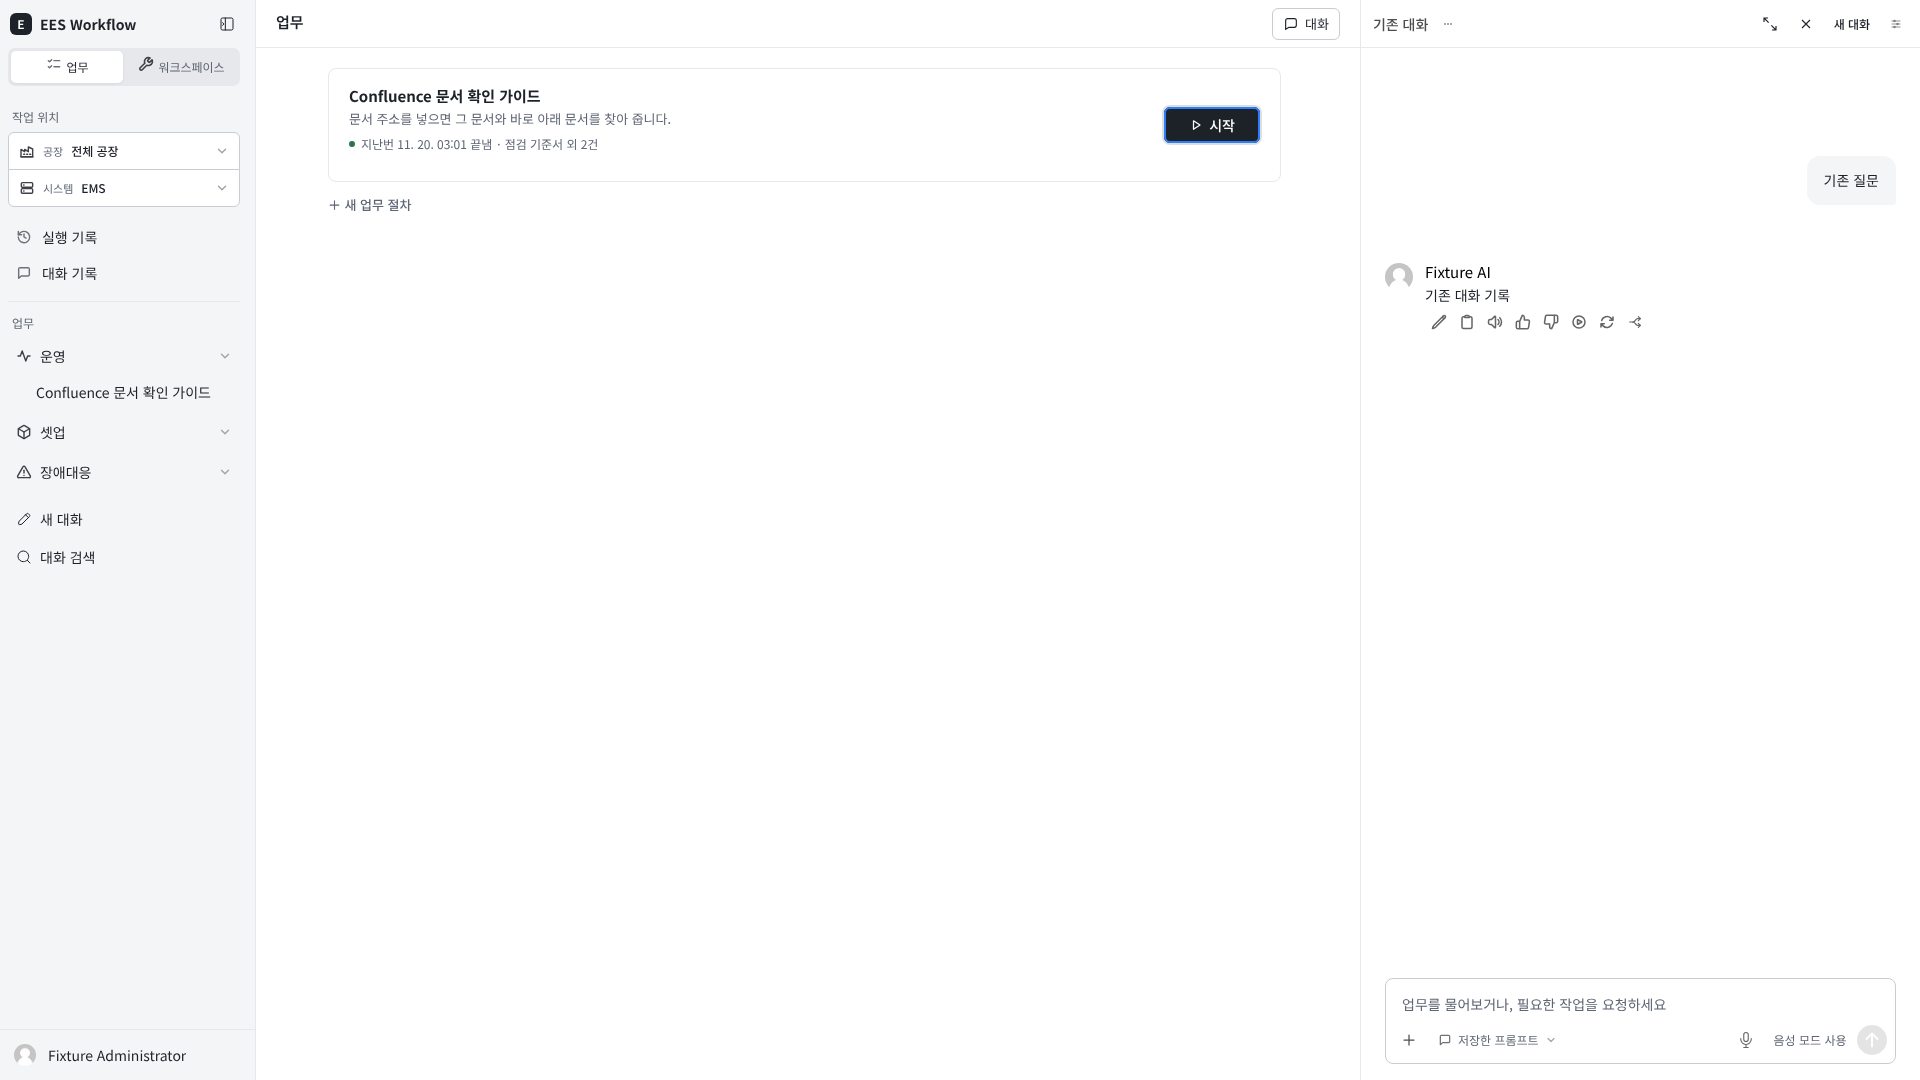 E EES Workflow
업무
워크스페이스
작업 위치
공장 전체 공장
시스템 EMS
실행 기록
대화 기록
업무
운영
Confluence 문서 확인 가이드
셋업
장애대응
새 대화
대화 검색
Fixture Administrator
업무
대화
Confluence 문서 확인 가이드
문서 주소를 넣으면 그 문서와 바로 아래 문서를 찾아 줍니다.
지난번 11. 20. 03:01 끝냄 · 점검 기준서 외 2건
시작
+ 새 업무 절차
기존 대화 ···
새 대화
기존 질문
Fixture AI
기존 대화 기록
업무를 물어보거나, 필요한 작업을 요청하세요
저장한 프롬프트
음성 모드 사용